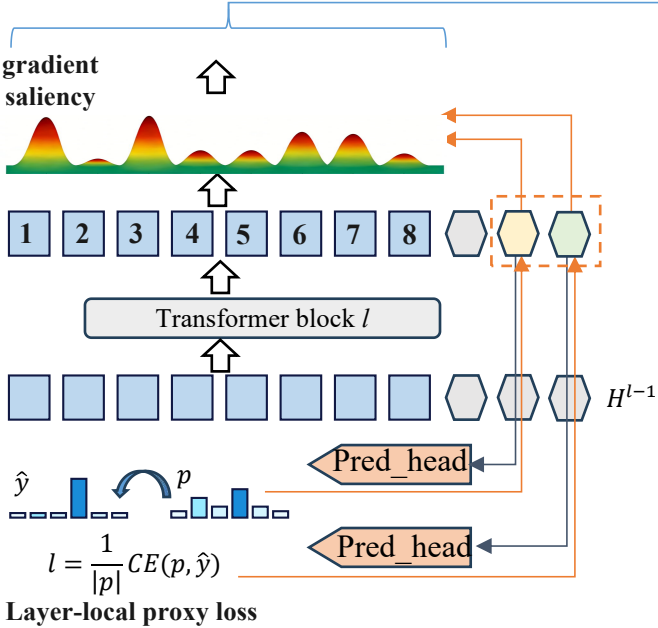 gradient
saliency
1 2 3 4 5 6 7 8
Transformer block l
H^{l−1}
Pred_head
ŷ p
Pred_head
l = \frac{1}{|p|} CE(p, ŷ)
Layer-local proxy loss